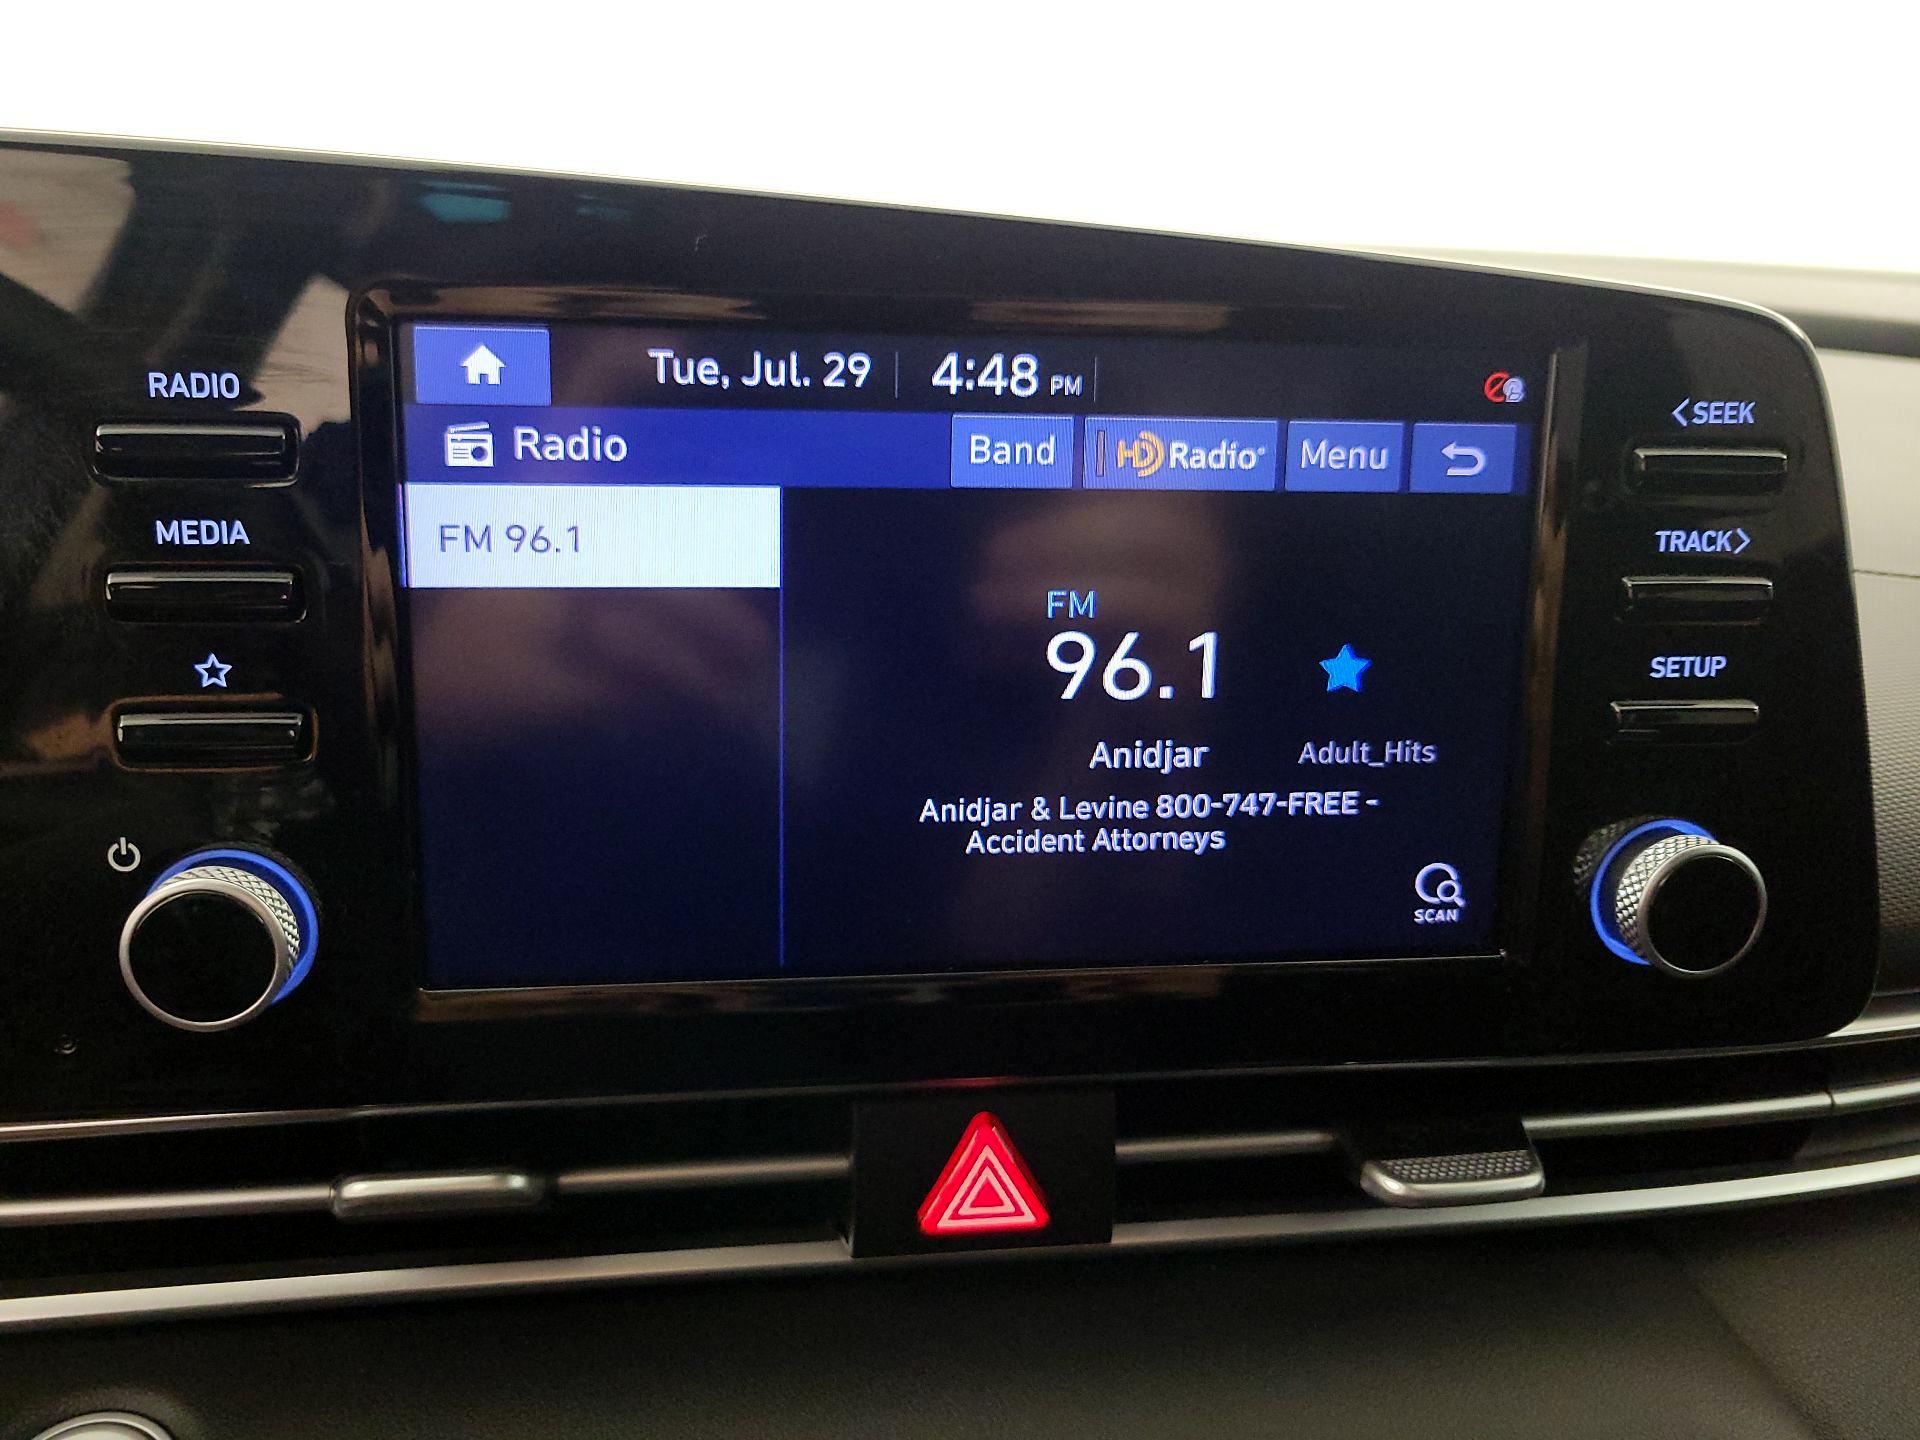 RADIO
MEDIA
Tue, Jul. 29
4:48 PM
Radio
Band
HD Radio®
Menu
FM 96.1
FM
96.1
Anidjar
Adult_Hits
Anidjar & Levine 800-747-FREE -
Accident Attorneys
SCAN
<SEEK
TRACK>
SETUP